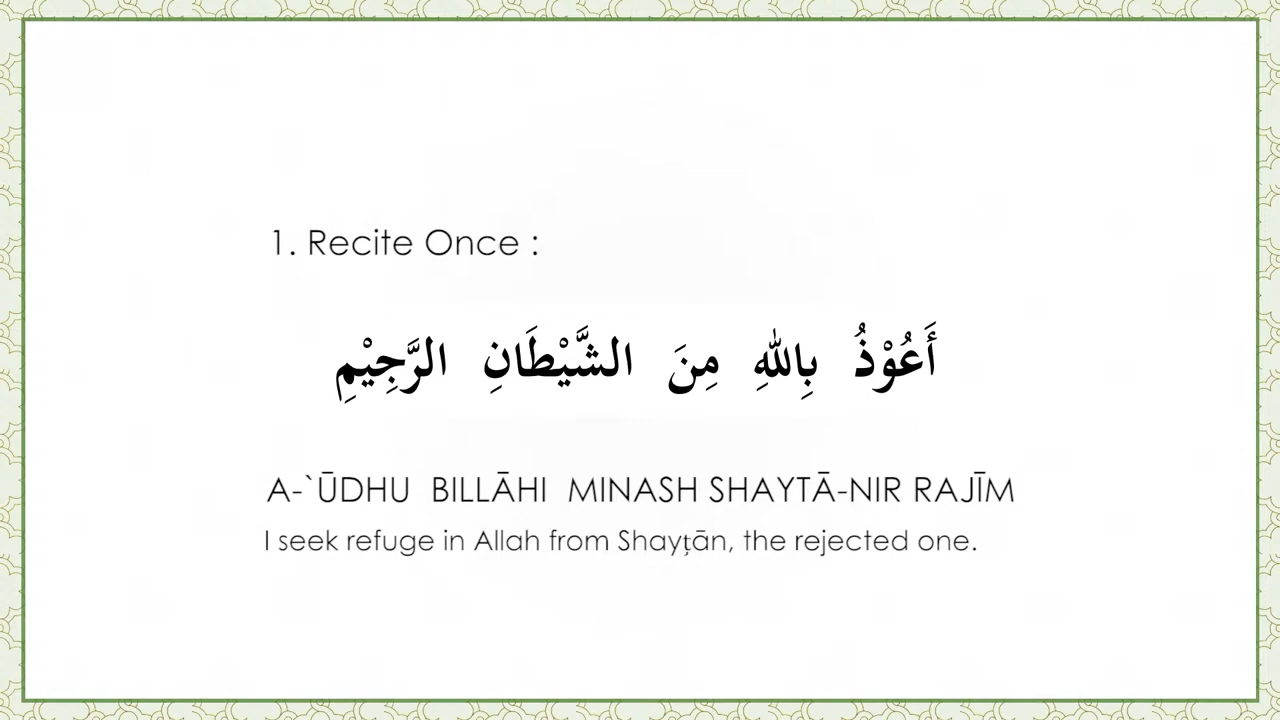 1. Recite Once :
أَعُوْذُ بِاللهِ مِنَ الشَّيْطَانِ الرَّجِيْمِ
A-`ŪDHU BILLĀHI MINASH SHAYTĀ-NIR RAJĪM
I seek refuge in Allah from Shayṭān, the rejected one.